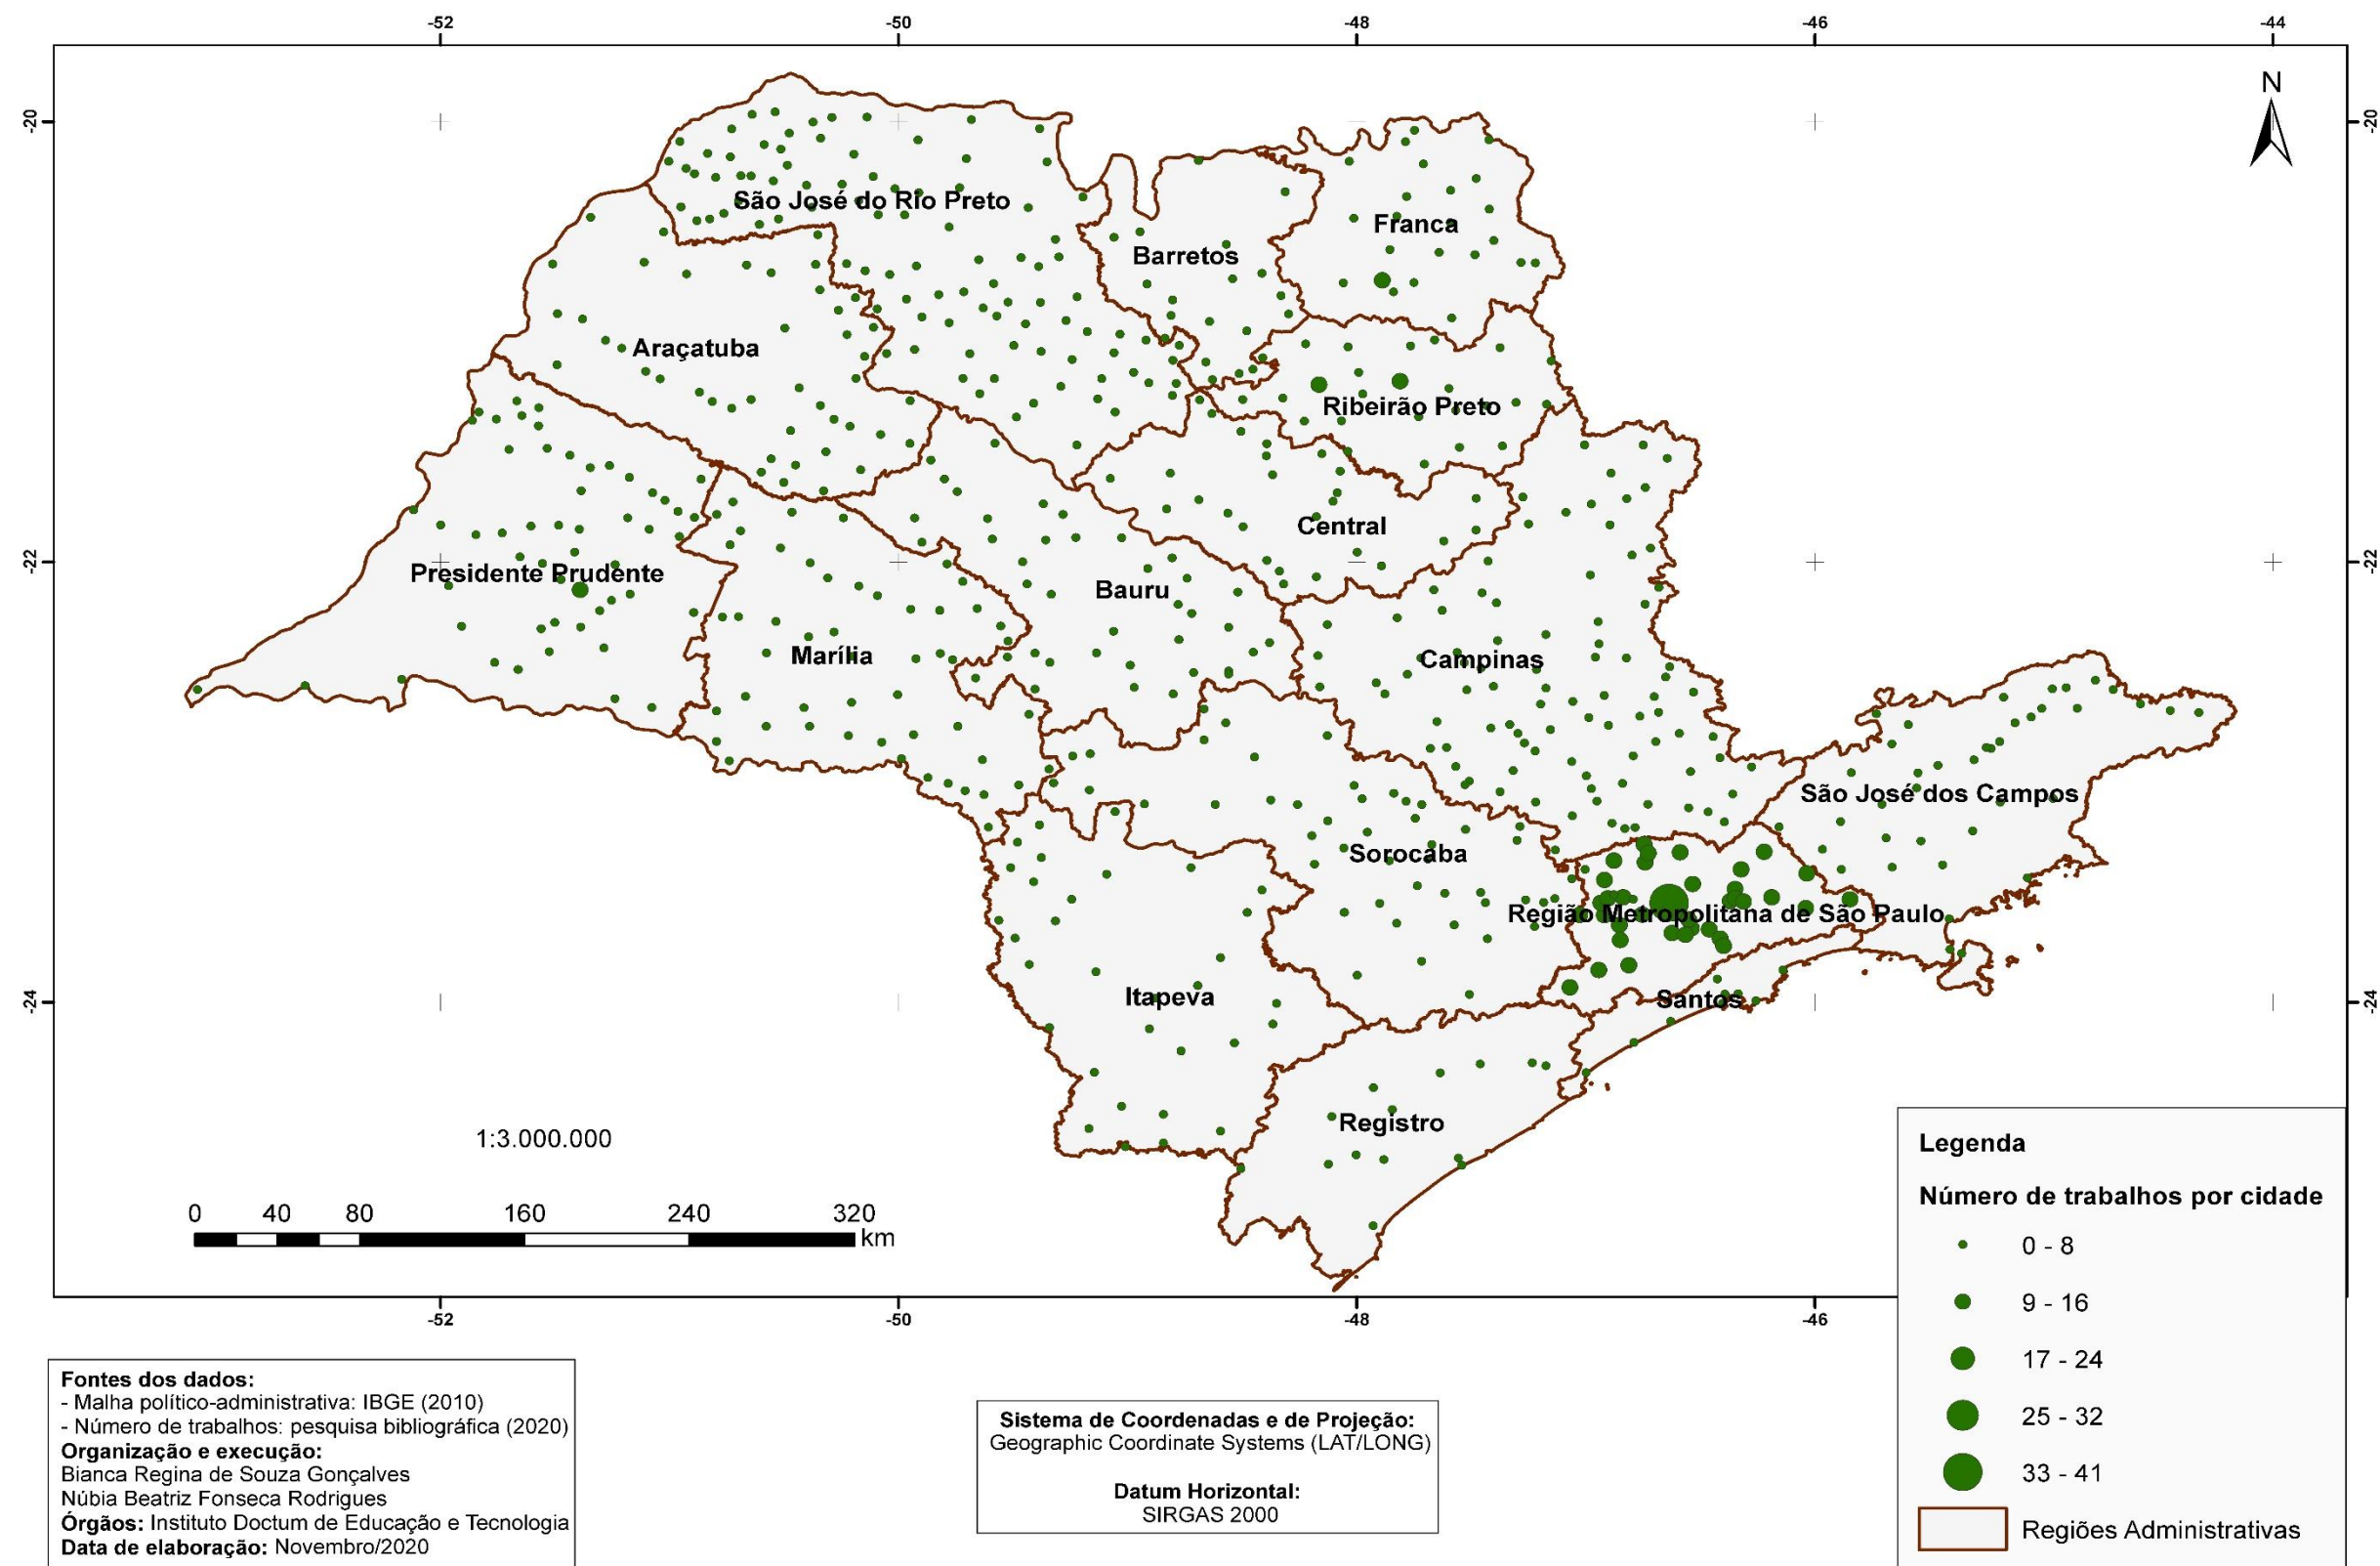 -52 -50 -48 -46 -44
N
-20 -20
São José do Rio Preto
Franca
Barretos
Araçatuba
Ribeirão Preto
Central
-22
Presidente Prudente
Bauru
Marília
Campinas
São José dos Campos
Sorocaba
Região Metropolitana de São Paulo
Itapeva
Santos
-24 -24
Registro
1:3.000.000
0 40 80 160 240 320
km
-52 -50 -48 -46
Legenda
Número de trabalhos por cidade
0 - 8
9 - 16
17 - 24
25 - 32
33 - 41
Regiões Administrativas
Fontes dos dados:
- Malha político-administrativa: IBGE (2010)
- Número de trabalhos: pesquisa bibliográfica (2020)
Organização e execução:
Bianca Regina de Souza Gonçalves
Núbia Beatriz Fonseca Rodrigues
Órgãos: Instituto Doctum de Educação e Tecnologia
Data de elaboração: Novembro/2020
Sistema de Coordenadas e de Projeção:
Geographic Coordinate Systems (LAT/LONG)
Datum Horizontal:
SIRGAS 2000